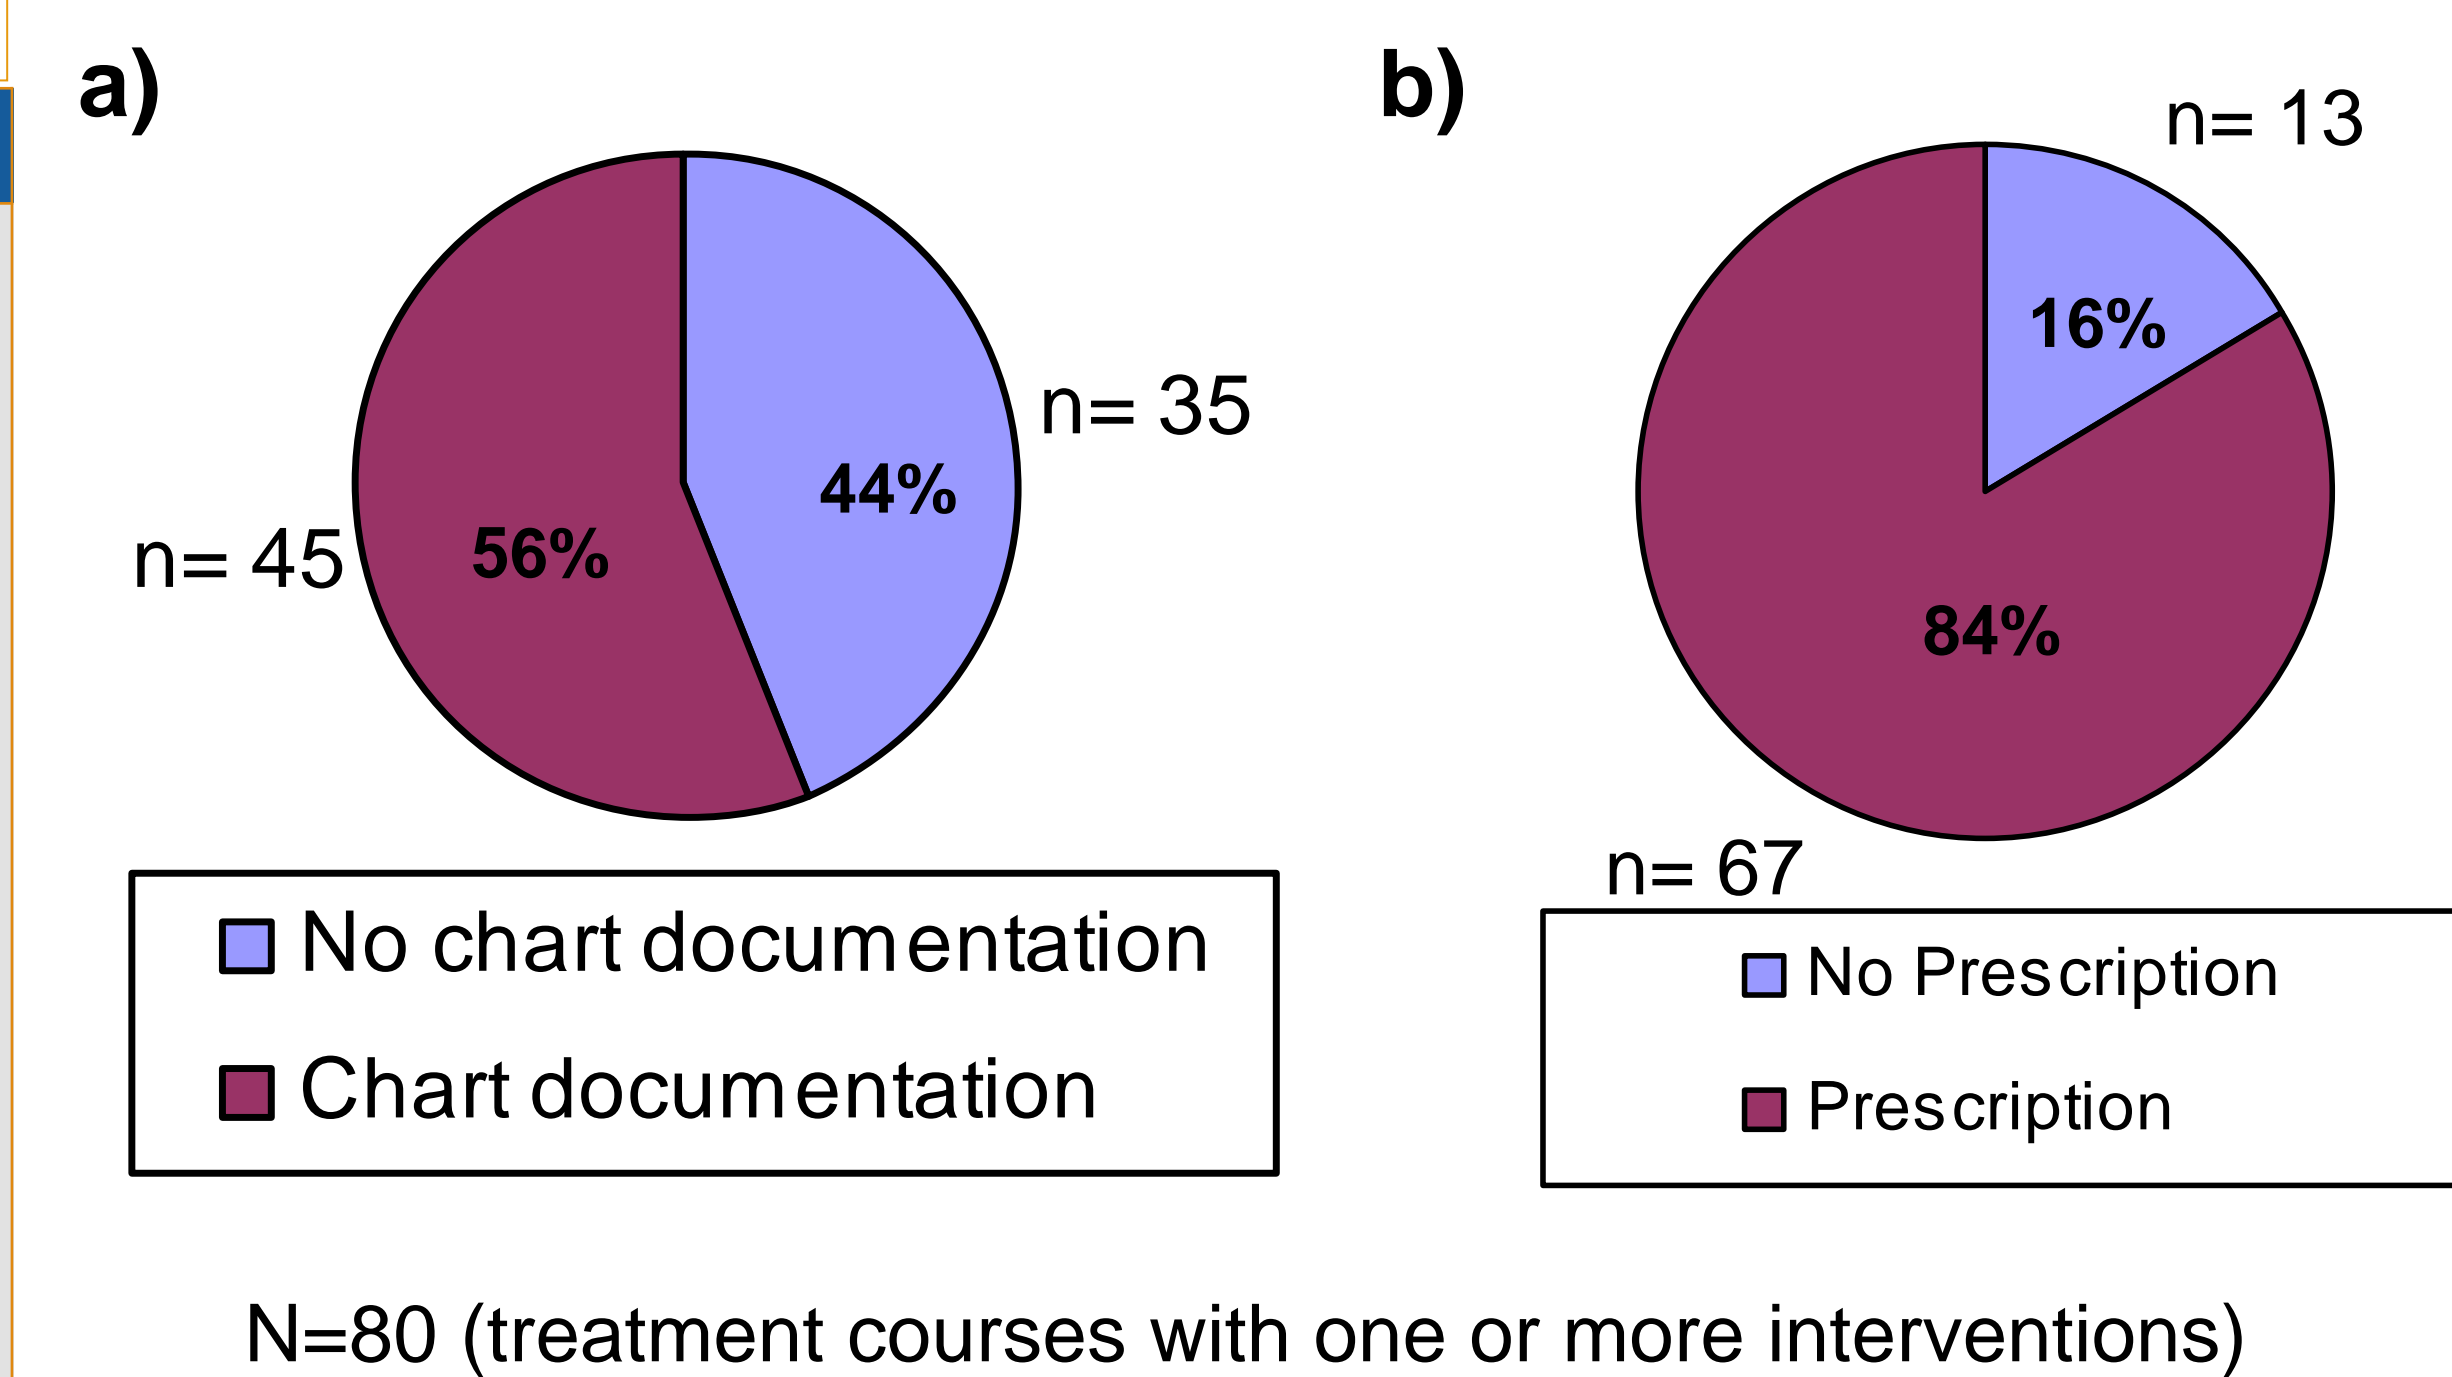 a)
n= 35
44%
56%
n= 45
No chart documentation
Chart documentation
b)
n= 13
16%
84%
n= 67
No Prescription
Prescription
N=80 (treatment courses with one or more interventions)